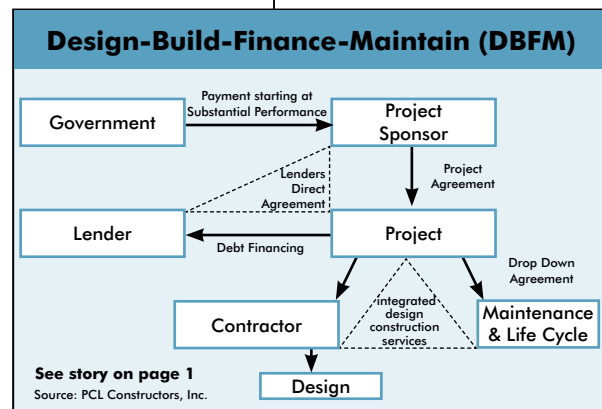 Design-Build-Finance-Maintain (DBFM)
Payment starting at
Substantial Performance
Government
Project
Sponsor
Lenders
Direct
Agreement
Project
Agreement
Lender
Debt Financing
Project
Drop Down
Agreement
Contractor
integrated
design
construction
services
Maintenance
& Life Cycle
See story on page 1
Source: PCL Constructors, Inc.
Design